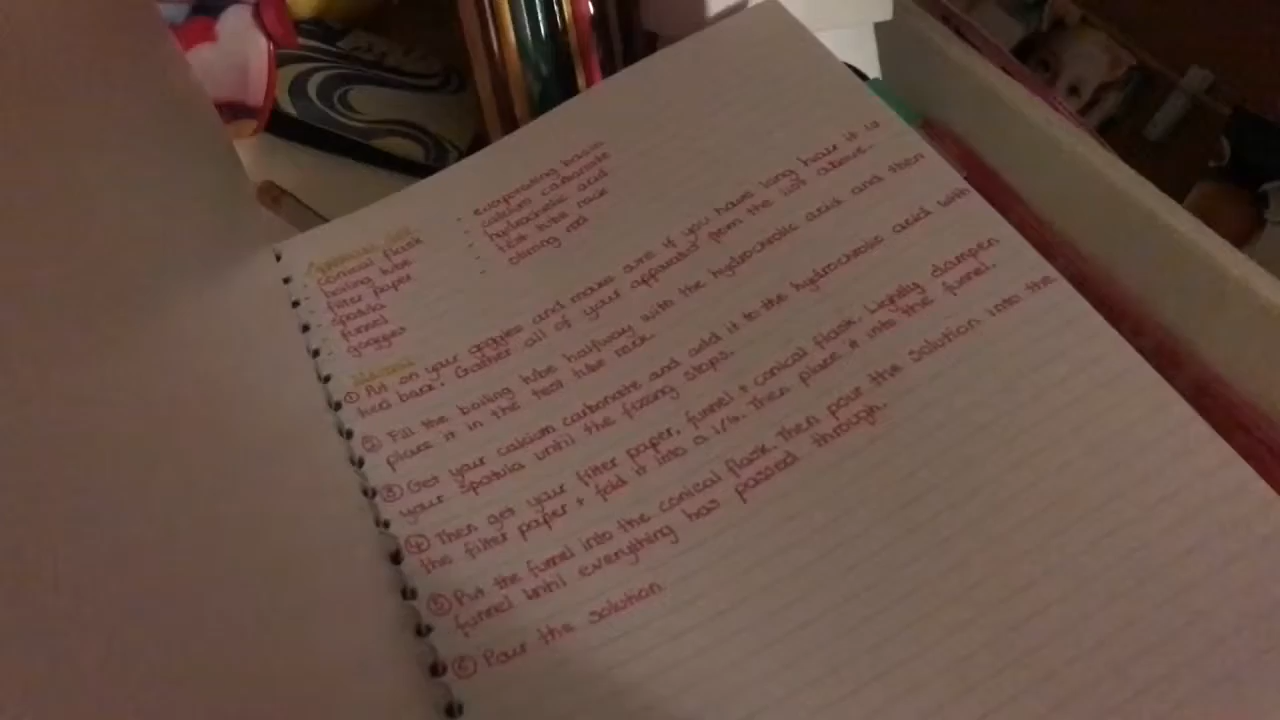 Apparatus list
conical flask
boiling tube
filter paper
spatula
funnel
goggles
evaporating basin
calcium carbonate
hydrochloric acid
test tube rack
stirring rod
Method
① Put on your goggles and make sure if you have long hair it is
tied back. Gather all of your apparatus from the list above.
② Fill the boiling tube halfway with the hydrochloric acid and then
place it in the test tube rack.
③ Get your calcium carbonate and add it to the hydrochloric acid with
your spatula until the fizzing stops.
④ Then get your filter paper, funnel + conical flask. Lightly dampen
the filter paper + fold it into a 1/4. Then place it into the funnel.
⑤ Put the funnel into the conical flask. Then pour the solution into the
funnel until everything has passed through.
⑥ Pour the solution